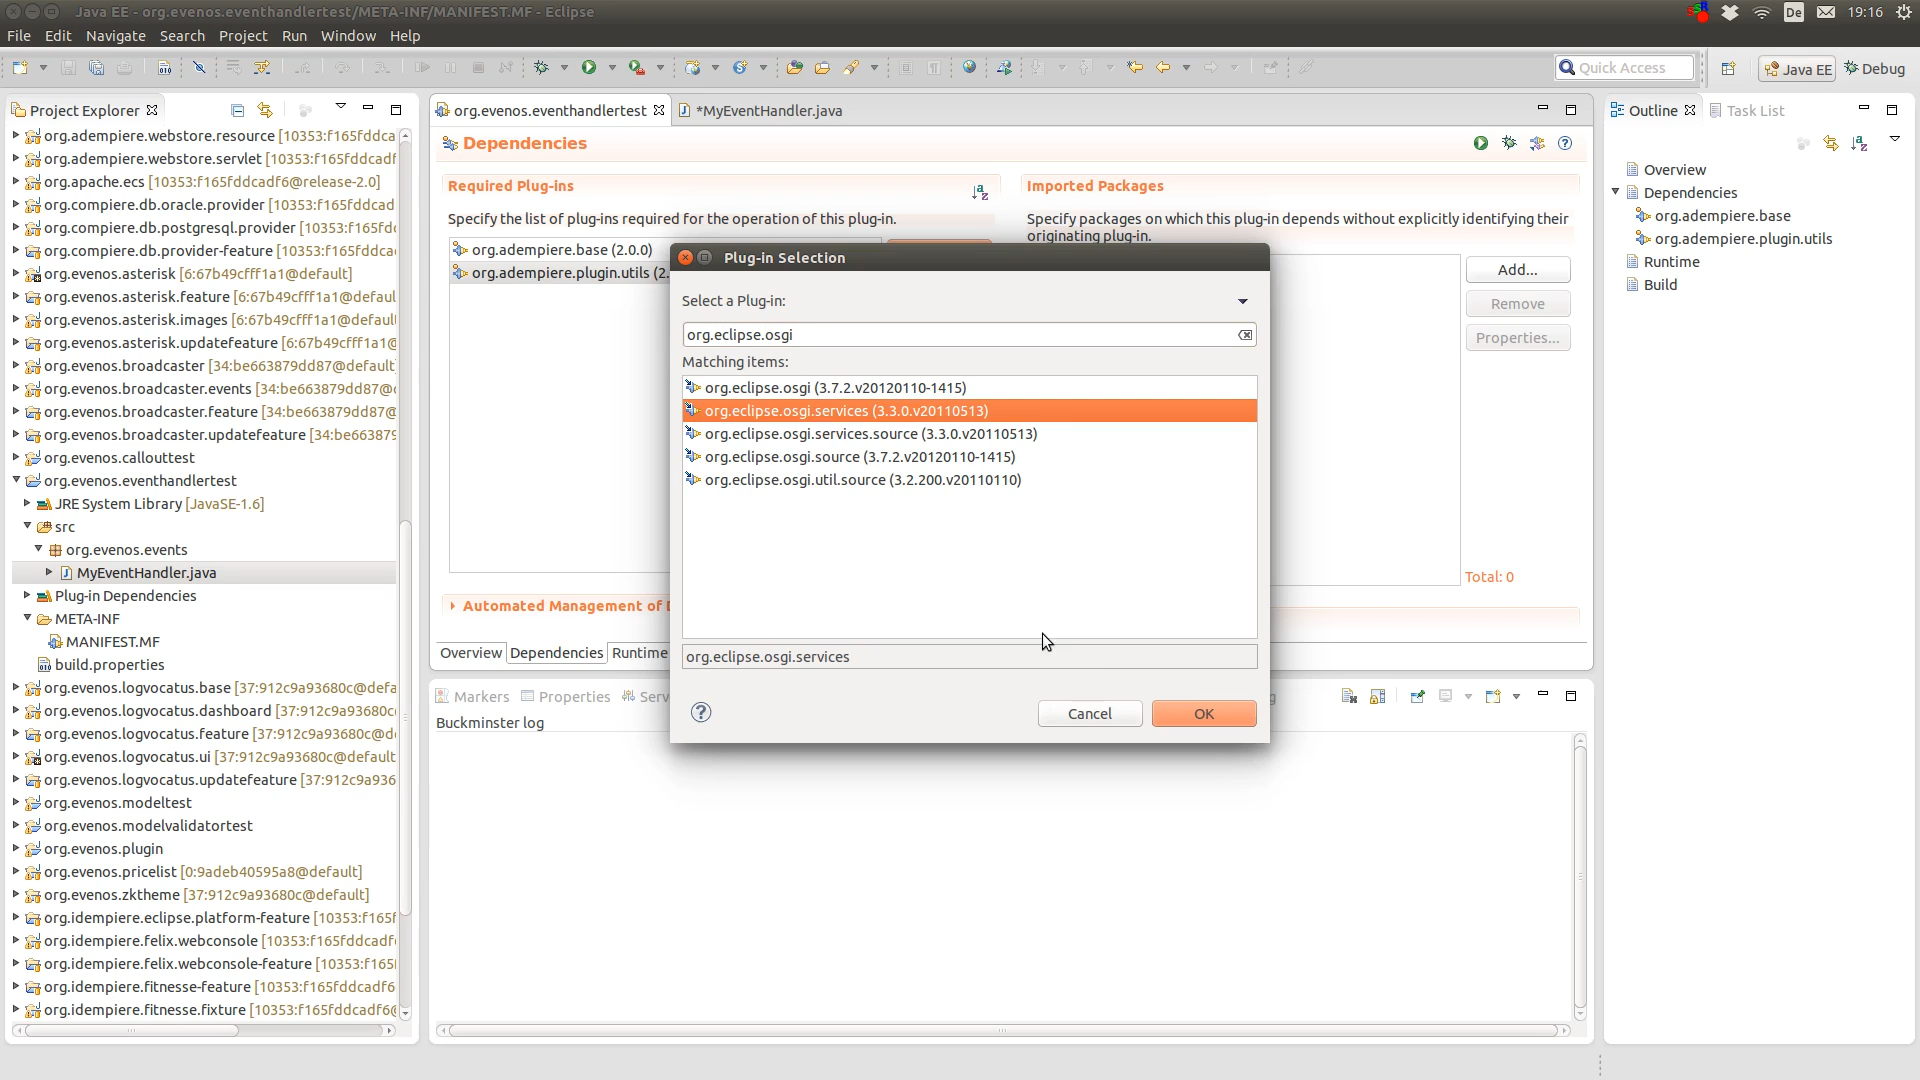 Java EE - org.evenos.eventhandlertest/META-INF/MANIFEST.MF - Eclipse
De
19:16
File Edit Navigate Search Project Run Window Help
Quick Access
Java EE
Debug
Project Explorer
org.adempiere.webstore.resource [10353:f165fddca
org.adempiere.webstore.servlet [10353:f165fddcadf
org.apache.ecs [10353:f165fddcadf6@release-2.0]
org.compiere.db.oracle.provider [10353:f165fddcad
org.compiere.db.postgresql.provider [10353:f165fdc
org.compiere.db.provider-feature [10353:f165fddca
org.evenos.asterisk [6:67b49cfff1a1@default]
org.evenos.asterisk.feature [6:67b49cfff1a1@defaul
org.evenos.asterisk.images [6:67b49cfff1a1@defaul
org.evenos.asterisk.updatefeature [6:67b49cfff1a1@
org.evenos.broadcaster [34:be663879dd87@default
org.evenos.broadcaster.events [34:be663879dd87@
org.evenos.broadcaster.feature [34:be663879dd87@
org.evenos.broadcaster.updatefeature [34:be66387
org.evenos.callouttest
org.evenos.eventhandlertest
JRE System Library [JavaSE-1.6]
src
org.evenos.events
MyEventHandler.java
Plug-in Dependencies
META-INF
MANIFEST.MF
build.properties
org.evenos.logvocatus.base [37:912c9a93680c@defa
org.evenos.logvocatus.dashboard [37:912c9a93680c
org.evenos.logvocatus.feature [37:912c9a93680c@d
org.evenos.logvocatus.ui [37:912c9a93680c@default
org.evenos.logvocatus.updatefeature [37:912c9a936
org.evenos.modeltest
org.evenos.modelvalidatortest
org.evenos.plugin
org.evenos.pricelist [0:9adeb40595a8@default]
org.evenos.zktheme [37:912c9a93680c@default]
org.idempiere.eclipse.platform-feature [10353:f165f
org.idempiere.felix.webconsole [10353:f165fddcadf
org.idempiere.felix.webconsole-feature [10353:f165
org.idempiere.fitnesse-feature [10353:f165fddcadf6
org.idempiere.fitnesse.fixture [10353:f165fddcadf6
org.evenos.eventhandlertest
*MyEventHandler.java
Dependencies
Required Plug-ins
Specify the list of plug-ins required for the operation of this plug-in.
org.adempiere.base (2.0.0)
org.adempiere.plugin.utils (2.
Automated Management of
Overview Dependencies Runtime
Imported Packages
Specify packages on which this plug-in depends without explicitly identifying their
originating plug-in.
Add...
Remove
Properties...
Total: 0
Plug-in Selection
Select a Plug-in:
org.eclipse.osgi
Matching items:
org.eclipse.osgi (3.7.2.v20120110-1415)
org.eclipse.osgi.services (3.3.0.v20110513)
org.eclipse.osgi.services.source (3.3.0.v20110513)
org.eclipse.osgi.source (3.7.2.v20120110-1415)
org.eclipse.osgi.util.source (3.2.200.v20110110)
org.eclipse.osgi.services
Cancel
OK
Markers Properties Serv
Buckminster log
Outline
Task List
Overview
Dependencies
org.adempiere.base
org.adempiere.plugin.utils
Runtime
Build